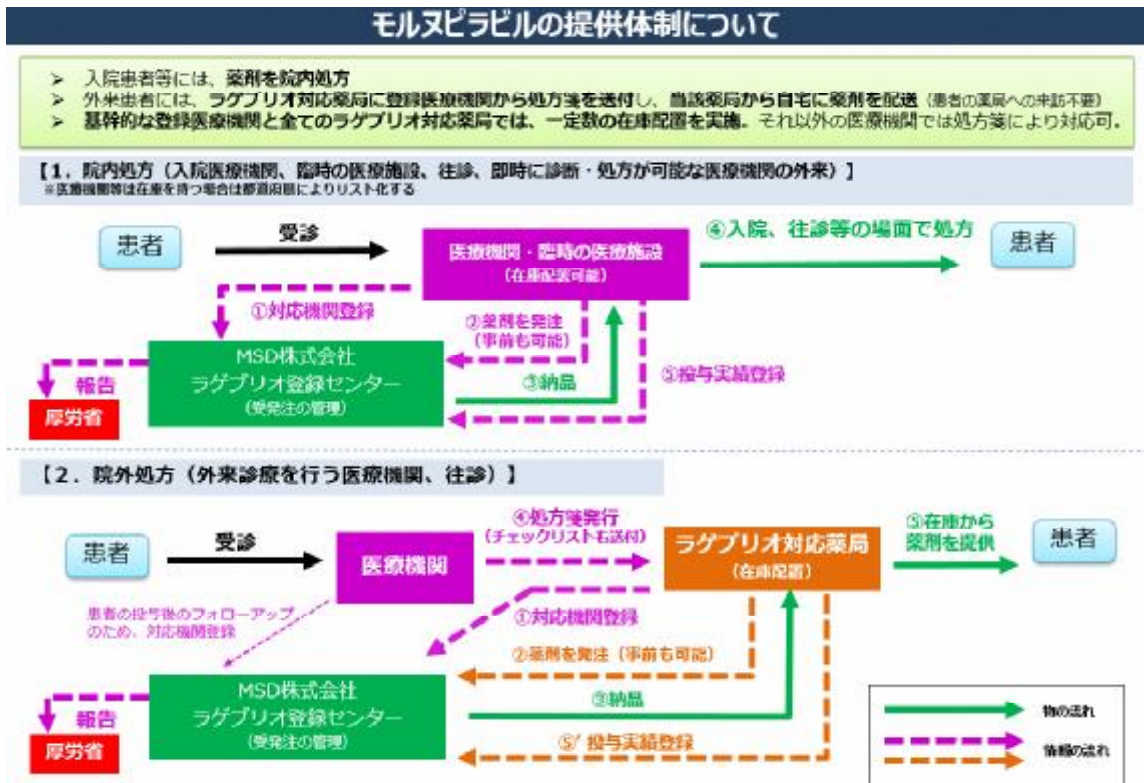 モルヌピラビルの提供体制について
➢ 入院患者等には、薬剤を院内処方
➢ 外来患者には、ラゲブリオ対応薬局に登録医療機関から処方箋を送付し、当該薬局から自宅に薬剤を配送（患者の薬局への来訪不要）
➢ 基幹的な登録医療機関と全てのラゲブリオ対応薬局では、一定数の在庫配置を実施。それ以外の医療機関では処方箋により対応可。
【１．院内処方（入院医療機関、臨時の医療施設、往診、即時に診断・処方が可能な医療機関の外来）】
※医療機関等は在庫を持つ場合は都道府県によりリスト化する
患者
受診
医療機関・臨時の医療施設
（在庫配置可能）
④入院、往診等の場面で処方
患者
①対応機関登録
②薬剤を発注
（事前も可能）
③納品
⑤投与実績登録
MSD株式会社
ラゲブリオ登録センター
（受発注の管理）
報告
厚労省
【２．院外処方（外来診療を行う医療機関、往診）】
患者
受診
医療機関
④処方箋発行
（チェックリストも送付）
ラゲブリオ対応薬局
（在庫配置）
⑤在庫から
薬剤を提供
患者
患者の投与後のフォローアップ
のため、対応機関登録
①対応機関登録
②薬剤を発注（事前も可能）
③納品
⑤’投与実績登録
MSD株式会社
ラゲブリオ登録センター
（受発注の管理）
報告
厚労省
物の流れ
情報の流れ